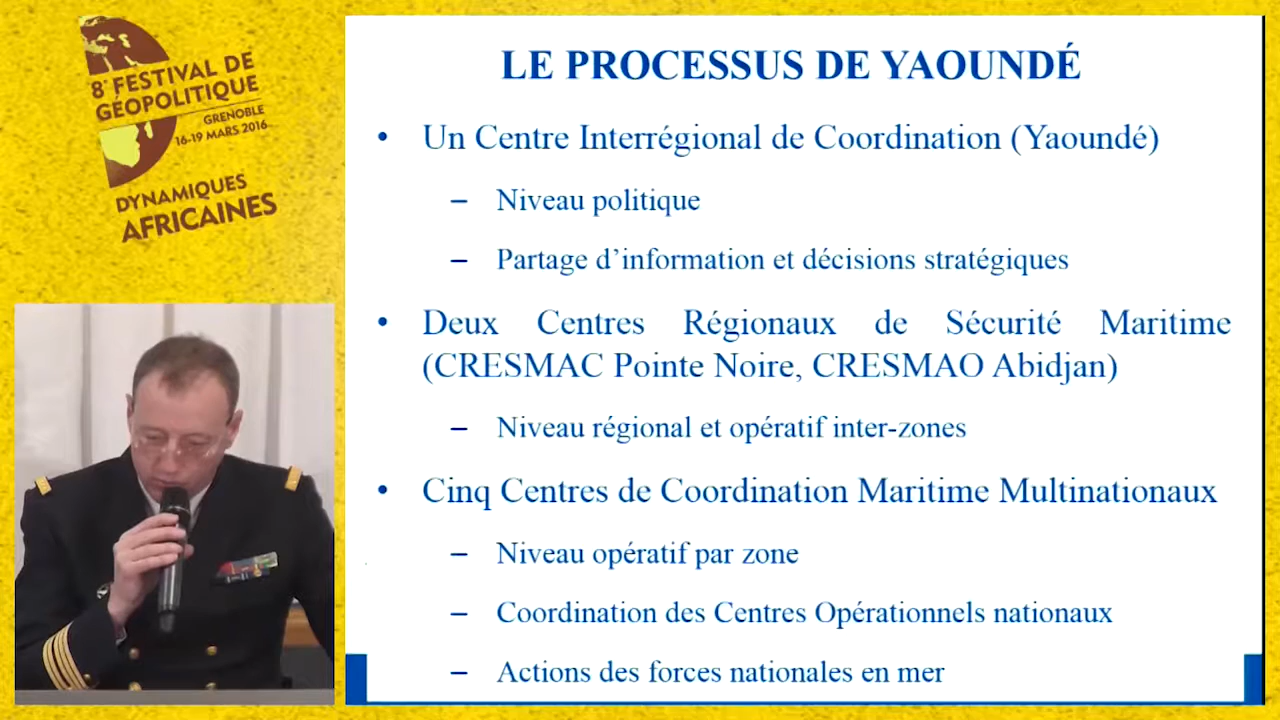 8e FESTIVAL DE
GÉOPOLITIQUE
GRENOBLE
16-19 MARS 2016
DYNAMIQUES
AFRICAINES
LE PROCESSUS DE YAOUNDÉ
• Un Centre Interrégional de Coordination (Yaoundé)
– Niveau politique
– Partage d’information et décisions stratégiques
• Deux Centres Régionaux de Sécurité Maritime
(CRESMAC Pointe Noire, CRESMAO Abidjan)
– Niveau régional et opératif inter-zones
• Cinq Centres de Coordination Maritime Multinationaux
– Niveau opératif par zone
– Coordination des Centres Opérationnels nationaux
– Actions des forces nationales en mer